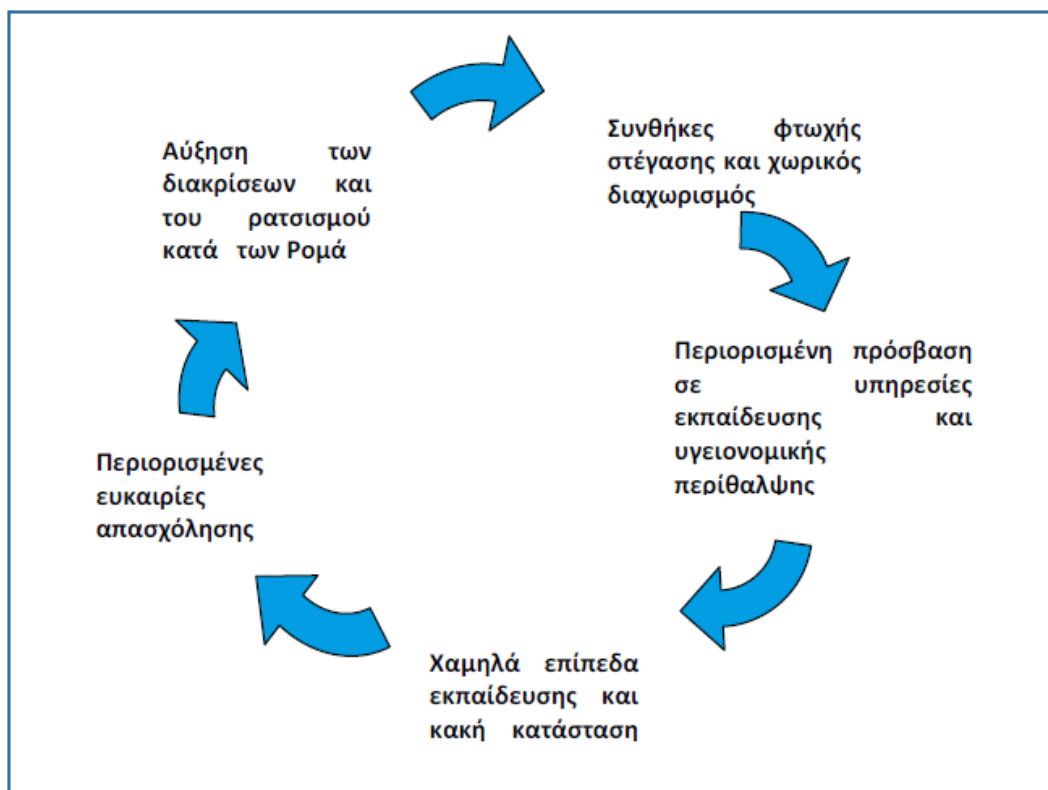 Αύξηση των
διακρίσεων και
του ρατσισμού
κατά των Ρομά
Συνθήκες φτωχής
στέγασης και χωρικός
διαχωρισμός
Περιορισμένη πρόσβαση
σε υπηρεσίες
εκπαίδευσης και
υγειονομικής
περίθαλψης
Χαμηλά επίπεδα
εκπαίδευσης και
κακή κατάσταση
Περιορισμένες
ευκαιρίες
απασχόλησης